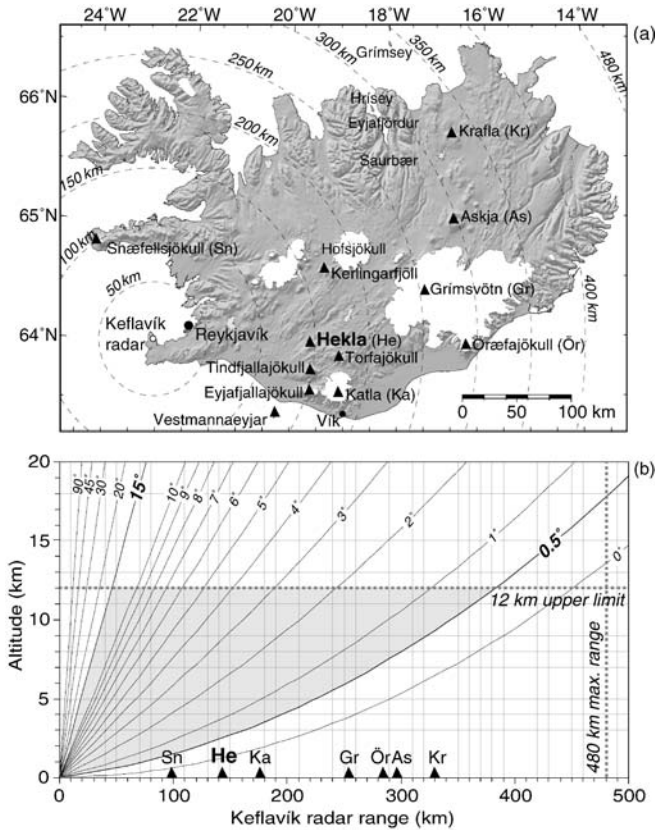 24°W 22°W 20°W 19°W 18°W 16°W 14°W
(a)
300 km
350 km
480 km
Grímsey
250 km
66°N
Hrísey
200 km
Eyjafjördur
Krafla (Kr)
Saurbær
150 km
65°N
Askja (As)
100 km
Snæfellsjökull (Sn)
Hofsjökull
Kerlingarfjöll
50 km
Grímsvötn (Gr)
400 km
Keflavík
radar
Reykjavík
64°N
Hekla (He)
Öræfajökull (Ör)
Torfajökull
Tindfjallajökull
Eyjafjallajökull
Katla (Ka)
0 50 100 km
Vestmannaeyjar
Vík
(b)
20
90°
45°
30°
20°
15°
10°
9°
8°
7°
6°
5°
4°
3°
2°
1°
0.5°
0°
15
12 km upper limit
10
Altitude (km)
5
480 km max. range
Sn He Ka Gr Ör As Kr
0
0 100 200 300 400 500
Keflavík radar range (km)